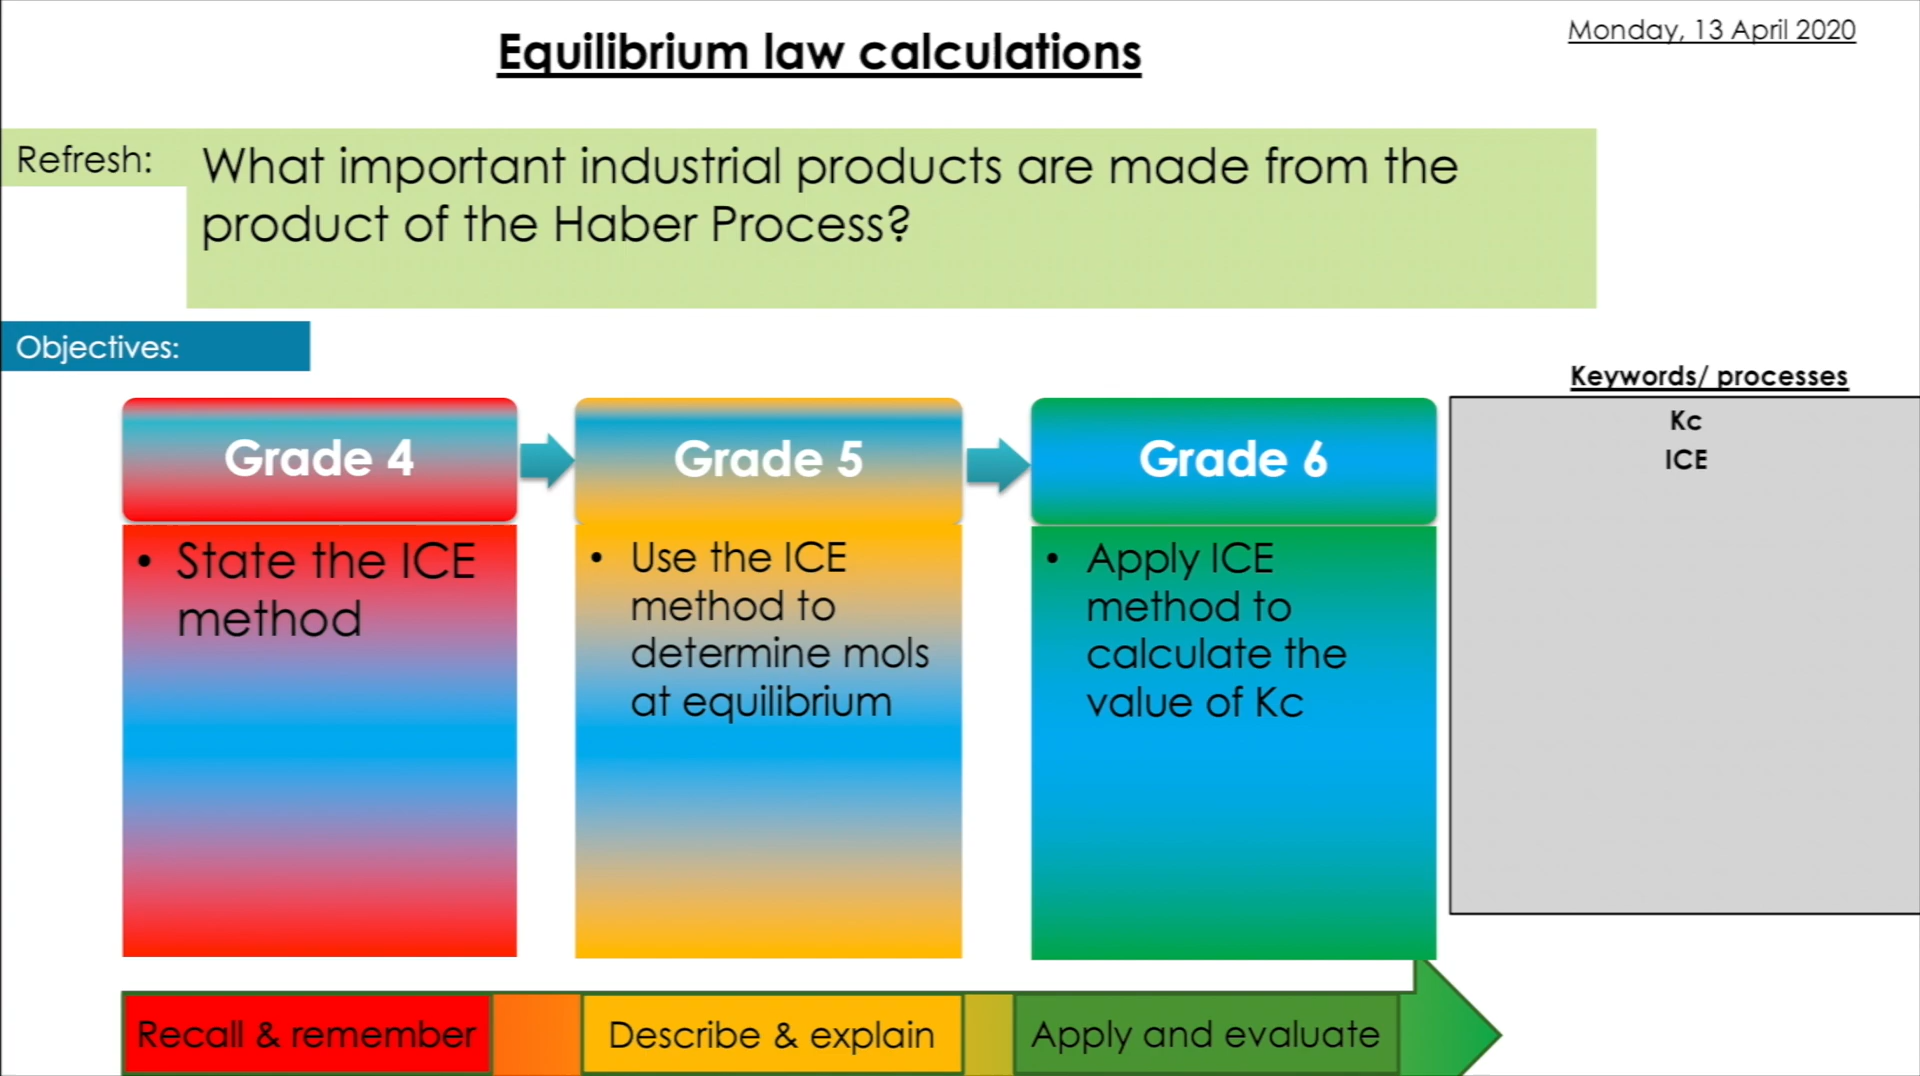 Equilibrium law calculations
Monday, 13 April 2020
Refresh:
What important industrial products are made from the
product of the Haber Process?
Objectives:
Keywords/ processes
Kc
ICE
Grade 4
• State the ICE
method
Grade 5
• Use the ICE
method to
determine mols
at equilibrium
Grade 6
• Apply ICE
method to
calculate the
value of Kc
Recall & remember
Describe & explain
Apply and evaluate